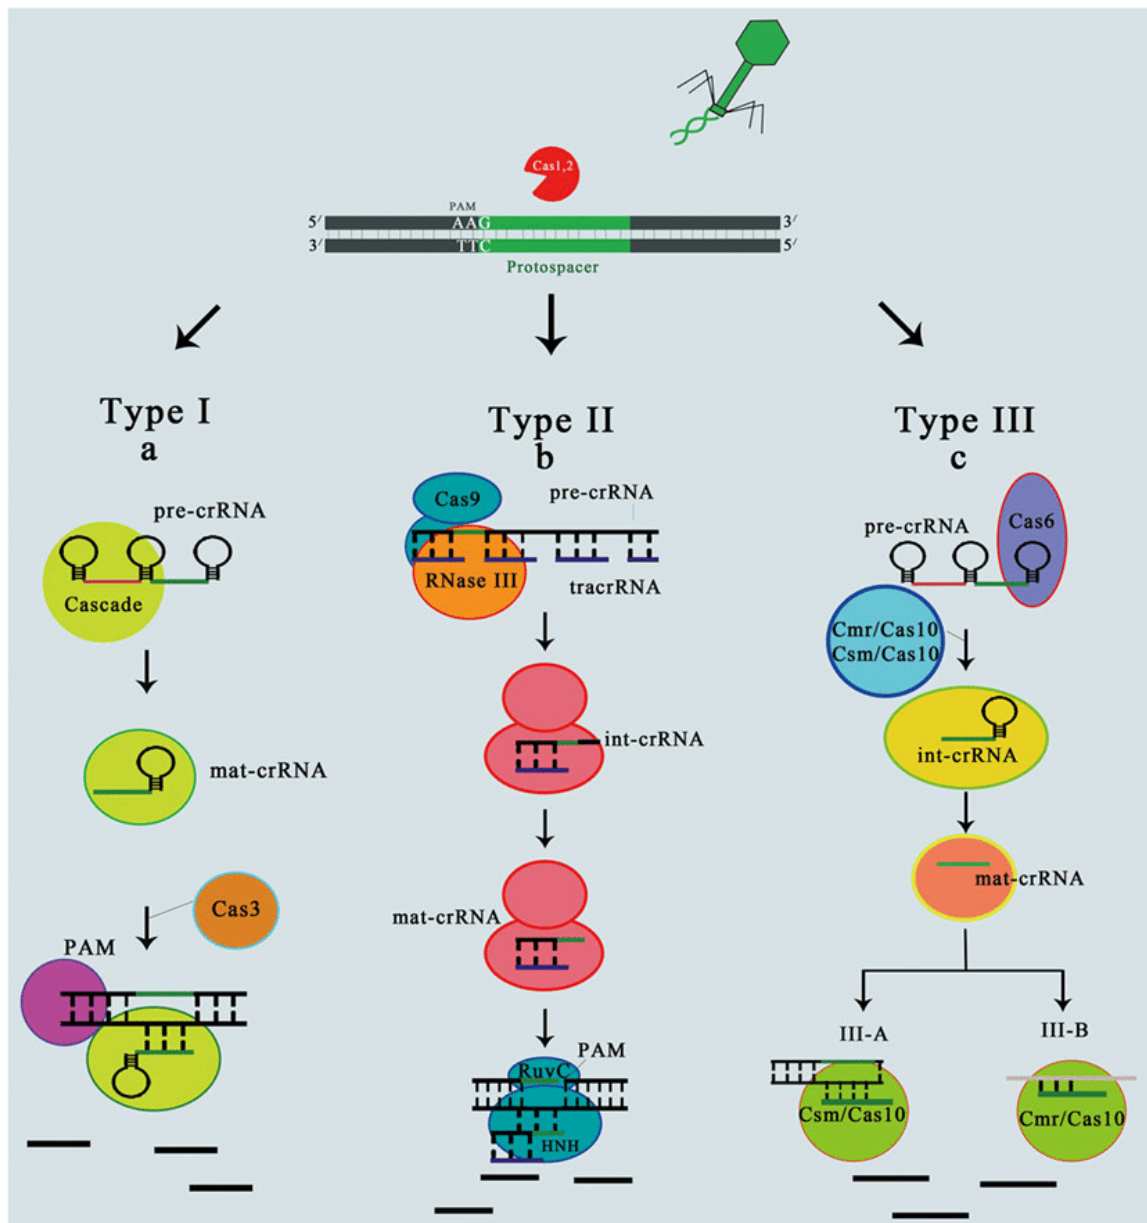 Cas1,2
PAM
5′ AAG 3′
3′ TTC 5′
Protospacer
Type I
a
pre-crRNA
Cascade
mat-crRNA
Cas3
PAM
Type II
b
Cas9
pre-crRNA
RNase III
tracrRNA
int-crRNA
mat-crRNA
PAM
RuvC
HNH
Type III
c
pre-crRNA
Cas6
Cmr/Cas10
Csm/Cas10
int-crRNA
mat-crRNA
III-A
III-B
Csm/Cas10
Cmr/Cas10